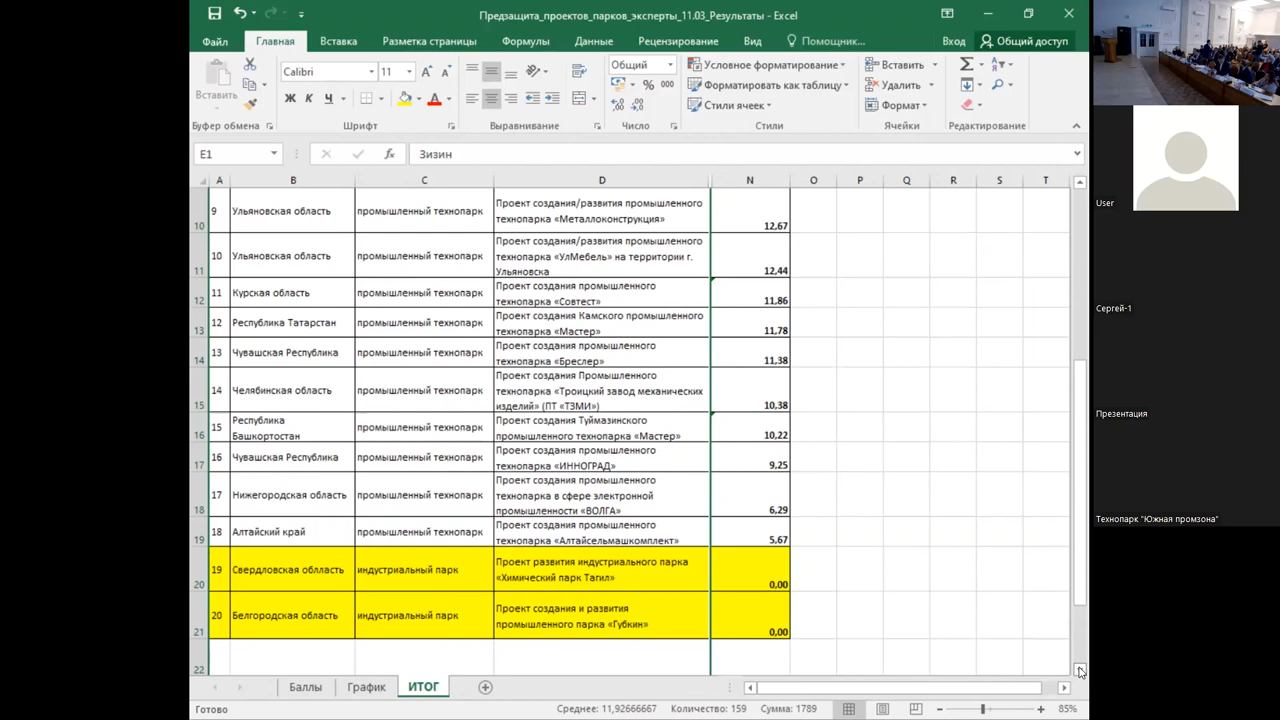 Предзащита_проектов_парков_эксперты_11.03_Результаты - Excel
Файл Главная Вставка Разметка страницы Формулы Данные Рецензирование Вид Помощник... Вход Общий доступ
Вставить
Calibri 11
Ж К Ч
Общий
% 000
Условное форматирование
Форматировать как таблицу
Стили ячеек
Вставить
Удалить
Формат
Буфер обмена Шрифт Выравнивание Число Стили Ячейки Редактирование
E1 fx Зизин
A B C D N O P Q R S T
10 9 Ульяновская область промышленный технопарк Проект создания/развития промышленного
технопарка «Металлоконструкция» 12,67
11 10 Ульяновская область промышленный технопарк Проект создания/развития промышленного
технопарка «УлМебель» на территории г.
Ульяновска 12,44
12 11 Курская область промышленный технопарк Проект создания промышленного
технопарка «Совтест» 11,86
13 12 Республика Татарстан промышленный технопарк Проект создания Камского промышленного
технопарка «Мастер» 11,78
14 13 Чувашская Республика промышленный технопарк Проект создания промышленного
технопарка «Бреслер» 11,38
15 14 Челябинская область промышленный технопарк Проект создания Промышленного
технопарка «Троицкий завод механических
изделий» (ПТ «ТЗМИ») 10,38
16 15 Республика
Башкортостан промышленный технопарк Проект создания Туймазинского
промышленного технопарка «Мастер» 10,22
17 16 Чувашская Республика промышленный технопарк Проект создания промышленного
технопарка «ИННОГРАД» 9,25
18 17 Нижегородская область промышленный технопарк Проект создания промышленного
технопарка в сфере электронной
промышленности «ВОЛГА» 6,29
19 18 Алтайский край промышленный технопарк Проект создания промышленного
технопарка «Алтайсельмашкомплект» 5,67
20 19 Свердловская облласть индустриальный парк Проект развития индустриального парка
«Химический парк Тагил» 0,00
21 20 Белгородская область индустриальный парк Проект создания и развития
промышленного парка «Губкин» 0,00
22
Баллы График ИТОГ
Готово Среднее: 11,92666667 Количество: 159 Сумма: 1789 85%
User
Сергей-1
Презентация
Технопарк "Южная промзона"